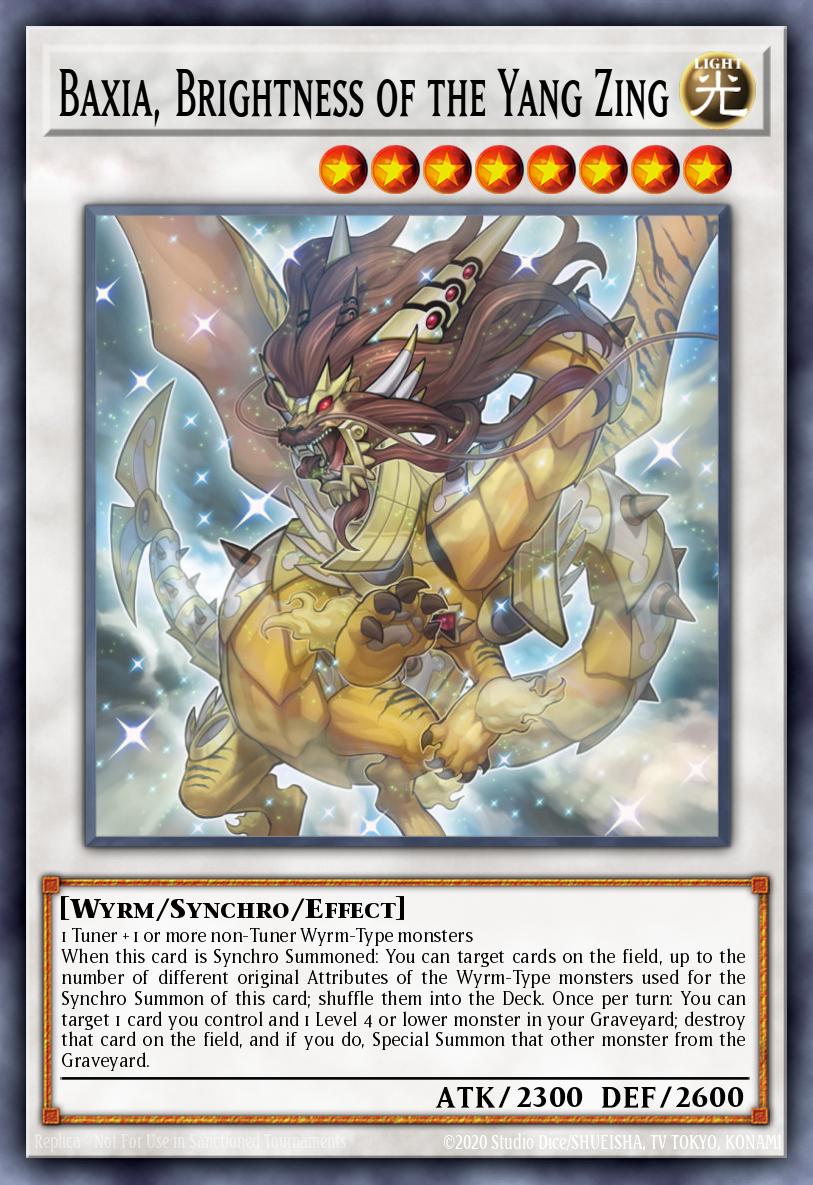 Baxia, Brightness of the Yang Zing
LIGHT
光
[Wyrm/Synchro/Effect]
1 Tuner + 1 or more non-Tuner Wyrm-Type monsters
When this card is Synchro Summoned: You can target cards on the field, up to the
number of different original Attributes of the Wyrm-Type monsters used for the
Synchro Summon of this card; shuffle them into the Deck. Once per turn: You can
target 1 card you control and 1 Level 4 or lower monster in your Graveyard; destroy
that card on the field, and if you do, Special Summon that other monster from the
Graveyard.
ATK/2300 DEF/2600
Replica - Not For Use in Sanctioned Tournaments
©2020 Studio Dice/SHUEISHA, TV TOKYO, KONAMI